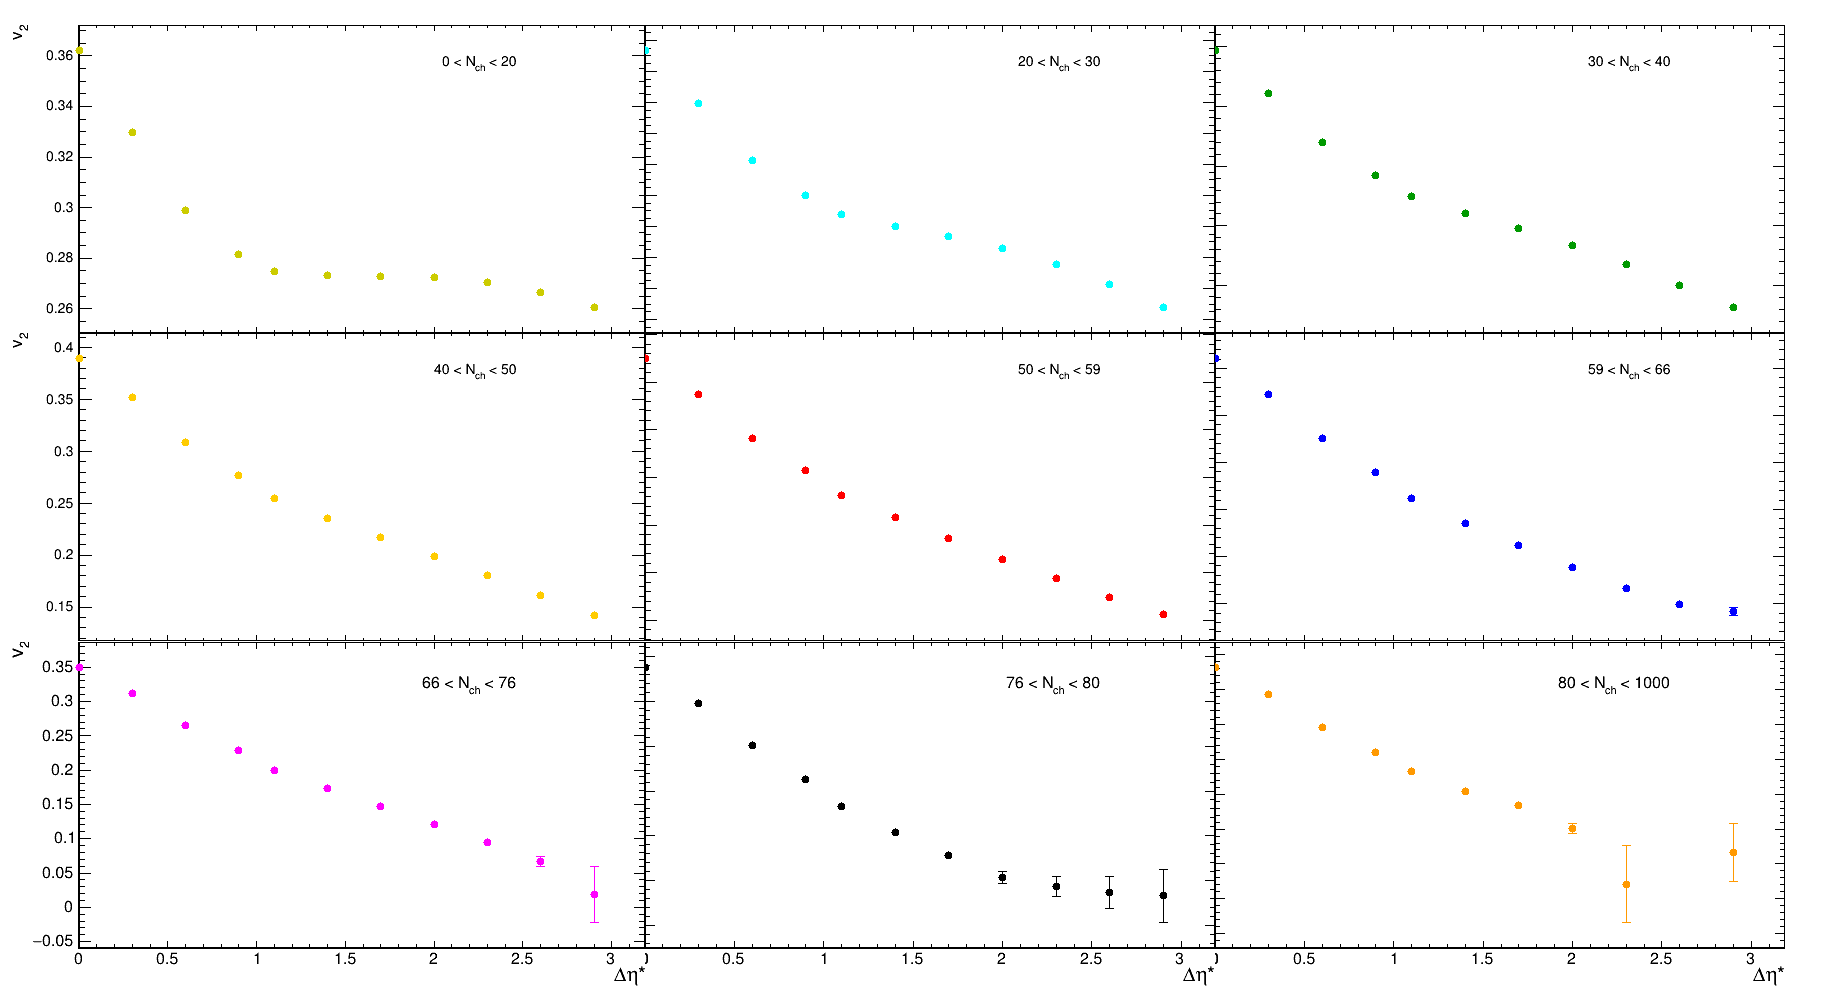 v2
0.36
0.34
0.32
0.3
0.28
0.26
0 < Nch < 20
20 < Nch < 30
30 < Nch < 40
v2
0.4
0.35
0.3
0.25
0.2
0.15
40 < Nch < 50
50 < Nch < 59
59 < Nch < 66
v2
0.35
0.3
0.25
0.2
0.15
0.1
0.05
0
−0.05
66 < Nch < 76
76 < Nch < 80
80 < Nch < 1000
0 0.5 1 1.5 2 2.5 3
Δη*
0.5 1 1.5 2 2.5 3
Δη*
0.5 1 1.5 2 2.5 3
Δη*